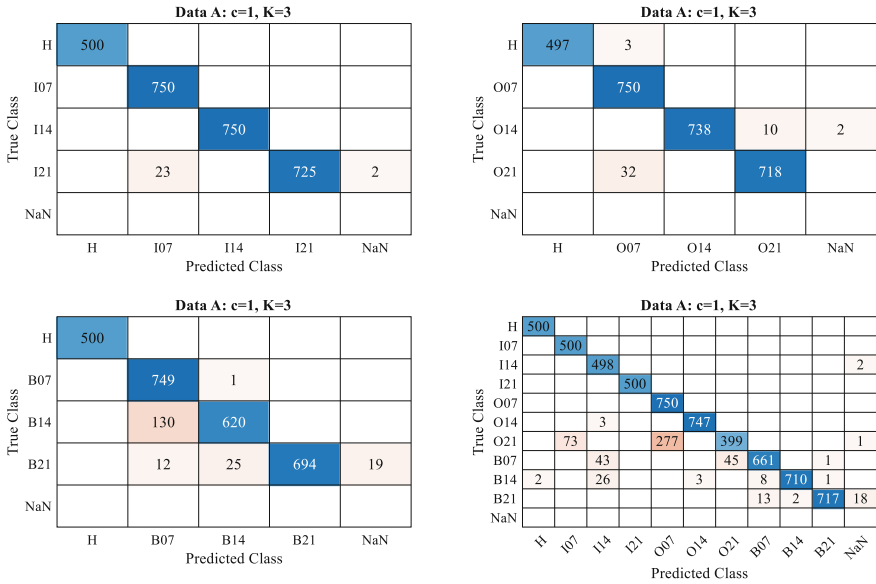 Data A: c=1, K=3
True Class
H 500
I07 750
I14 750
I21 23 725 2
NaN
H I07 I14 I21 NaN
Predicted Class
Data A: c=1, K=3
True Class
H 497 3
O07 750
O14 738 10 2
O21 32 718
NaN
H O07 O14 O21 NaN
Predicted Class
Data A: c=1, K=3
True Class
H 500
B07 749 1
B14 130 620
B21 12 25 694 19
NaN
H B07 B14 B21 NaN
Predicted Class
Data A: c=1, K=3
True Class
H 500
I07 500
I14 498 2
I21 500
O07 750
O14 3 747
O21 73 277 399 1
B07 43 45 661 1
B14 2 26 3 8 710 1
B21 13 2 717 18
NaN
H I07 I14 I21 O07 O14 O21 B07 B14 B21 NaN
Predicted Class